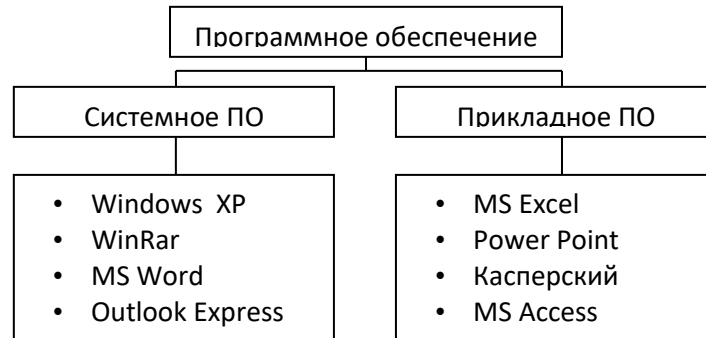 Программное обеспечение
Системное ПО
Прикладное ПО
• Windows XP
• WinRar
• MS Word
• Outlook Express
• MS Excel
• Power Point
• Касперский
• MS Access